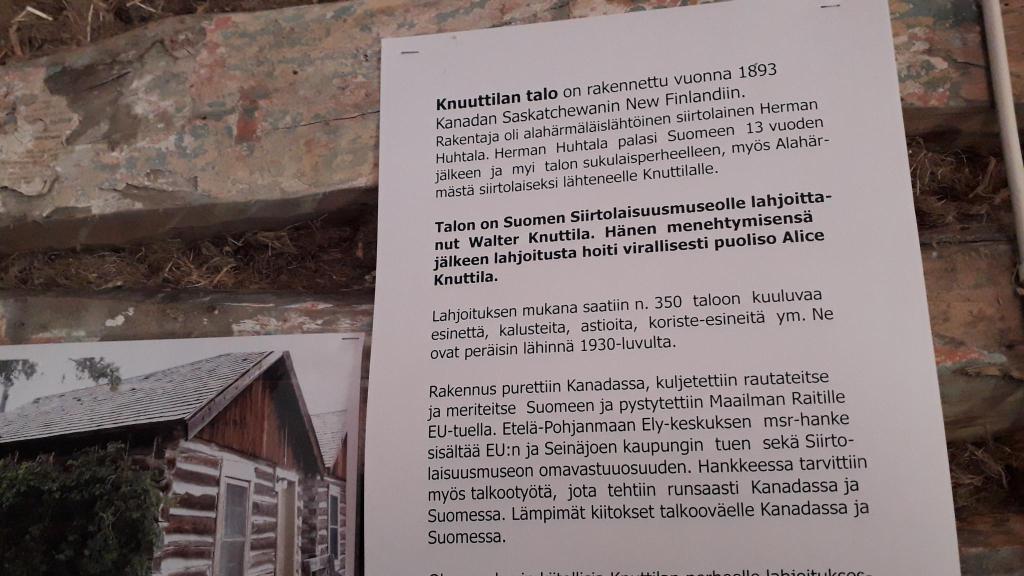 Knuuttilan talo on rakennettu vuonna 1893
Kanadan Saskatchewanin New Finlandiin.
Rakentaja oli alahärmäläislähtöinen siirtolainen Herman
Huhtala. Herman Huhtala palasi Suomeen 13 vuoden
jälkeen ja myi talon sukulaisperheelleen, myös Alahär-
mästä siirtolaiseksi lähteneelle Knuttilalle.
Talon on Suomen Siirtolaisuusmuseolle lahjoitta-
nut Walter Knuttila. Hänen menehtymisensä
jälkeen lahjoitusta hoiti virallisesti puoliso Alice
Knuttila.
Lahjoituksen mukana saatiin n. 350 taloon kuuluvaa
esinettä, kalusteita, astioita, koriste-esineitä ym. Ne
ovat peräisin lähinnä 1930-luvulta.
Rakennus purettiin Kanadassa, kuljetettiin rautateitse
ja meriteitse Suomeen ja pystytettiin Maailman Raitille
EU-tuella. Etelä-Pohjanmaan Ely-keskuksen msr-hanke
sisältää EU:n ja Seinäjoen kaupungin tuen sekä Siirto-
laisuusmuseon omavastuuosuuden. Hankkeessa tarvittiin
myös talkootyötä, jota tehtiin runsaasti Kanadassa ja
Suomessa. Lämpimät kiitokset talkooväelle Kanadassa ja
Suomessa.